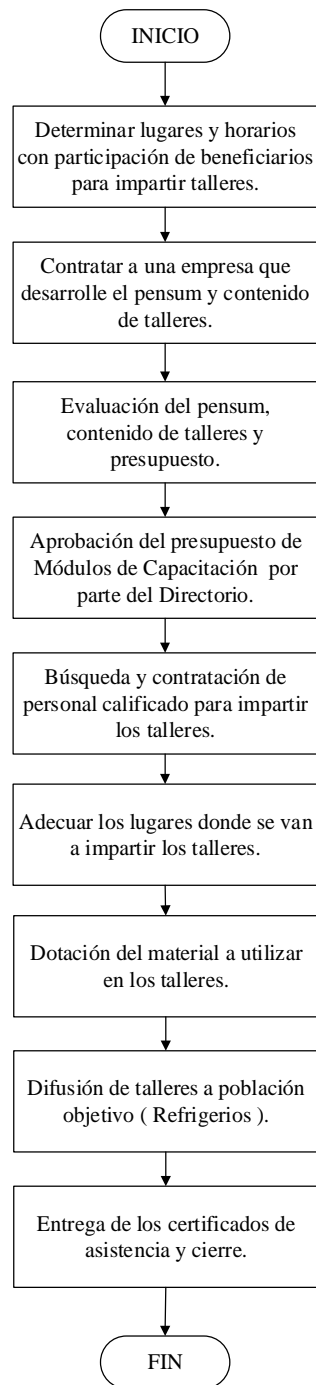 INICIO
Determinar lugares y horarios
con participación de beneficiarios
para impartir talleres.
Contratar a una empresa que
desarrolle el pensum y contenido
de talleres.
Evaluación del pensum,
contenido de talleres y
presupuesto.
Aprobación del presupuesto de
Módulos de Capacitación  por
parte del Directorio.
Búsqueda y contratación de
personal calificado para impartir
los talleres.
Adecuar los lugares donde se van
a impartir los talleres.
Dotación del material a utilizar
en los talleres.
Difusión de talleres a población
objetivo ( Refrigerios ).
Entrega de los certificados de
asistencia y cierre.
FIN